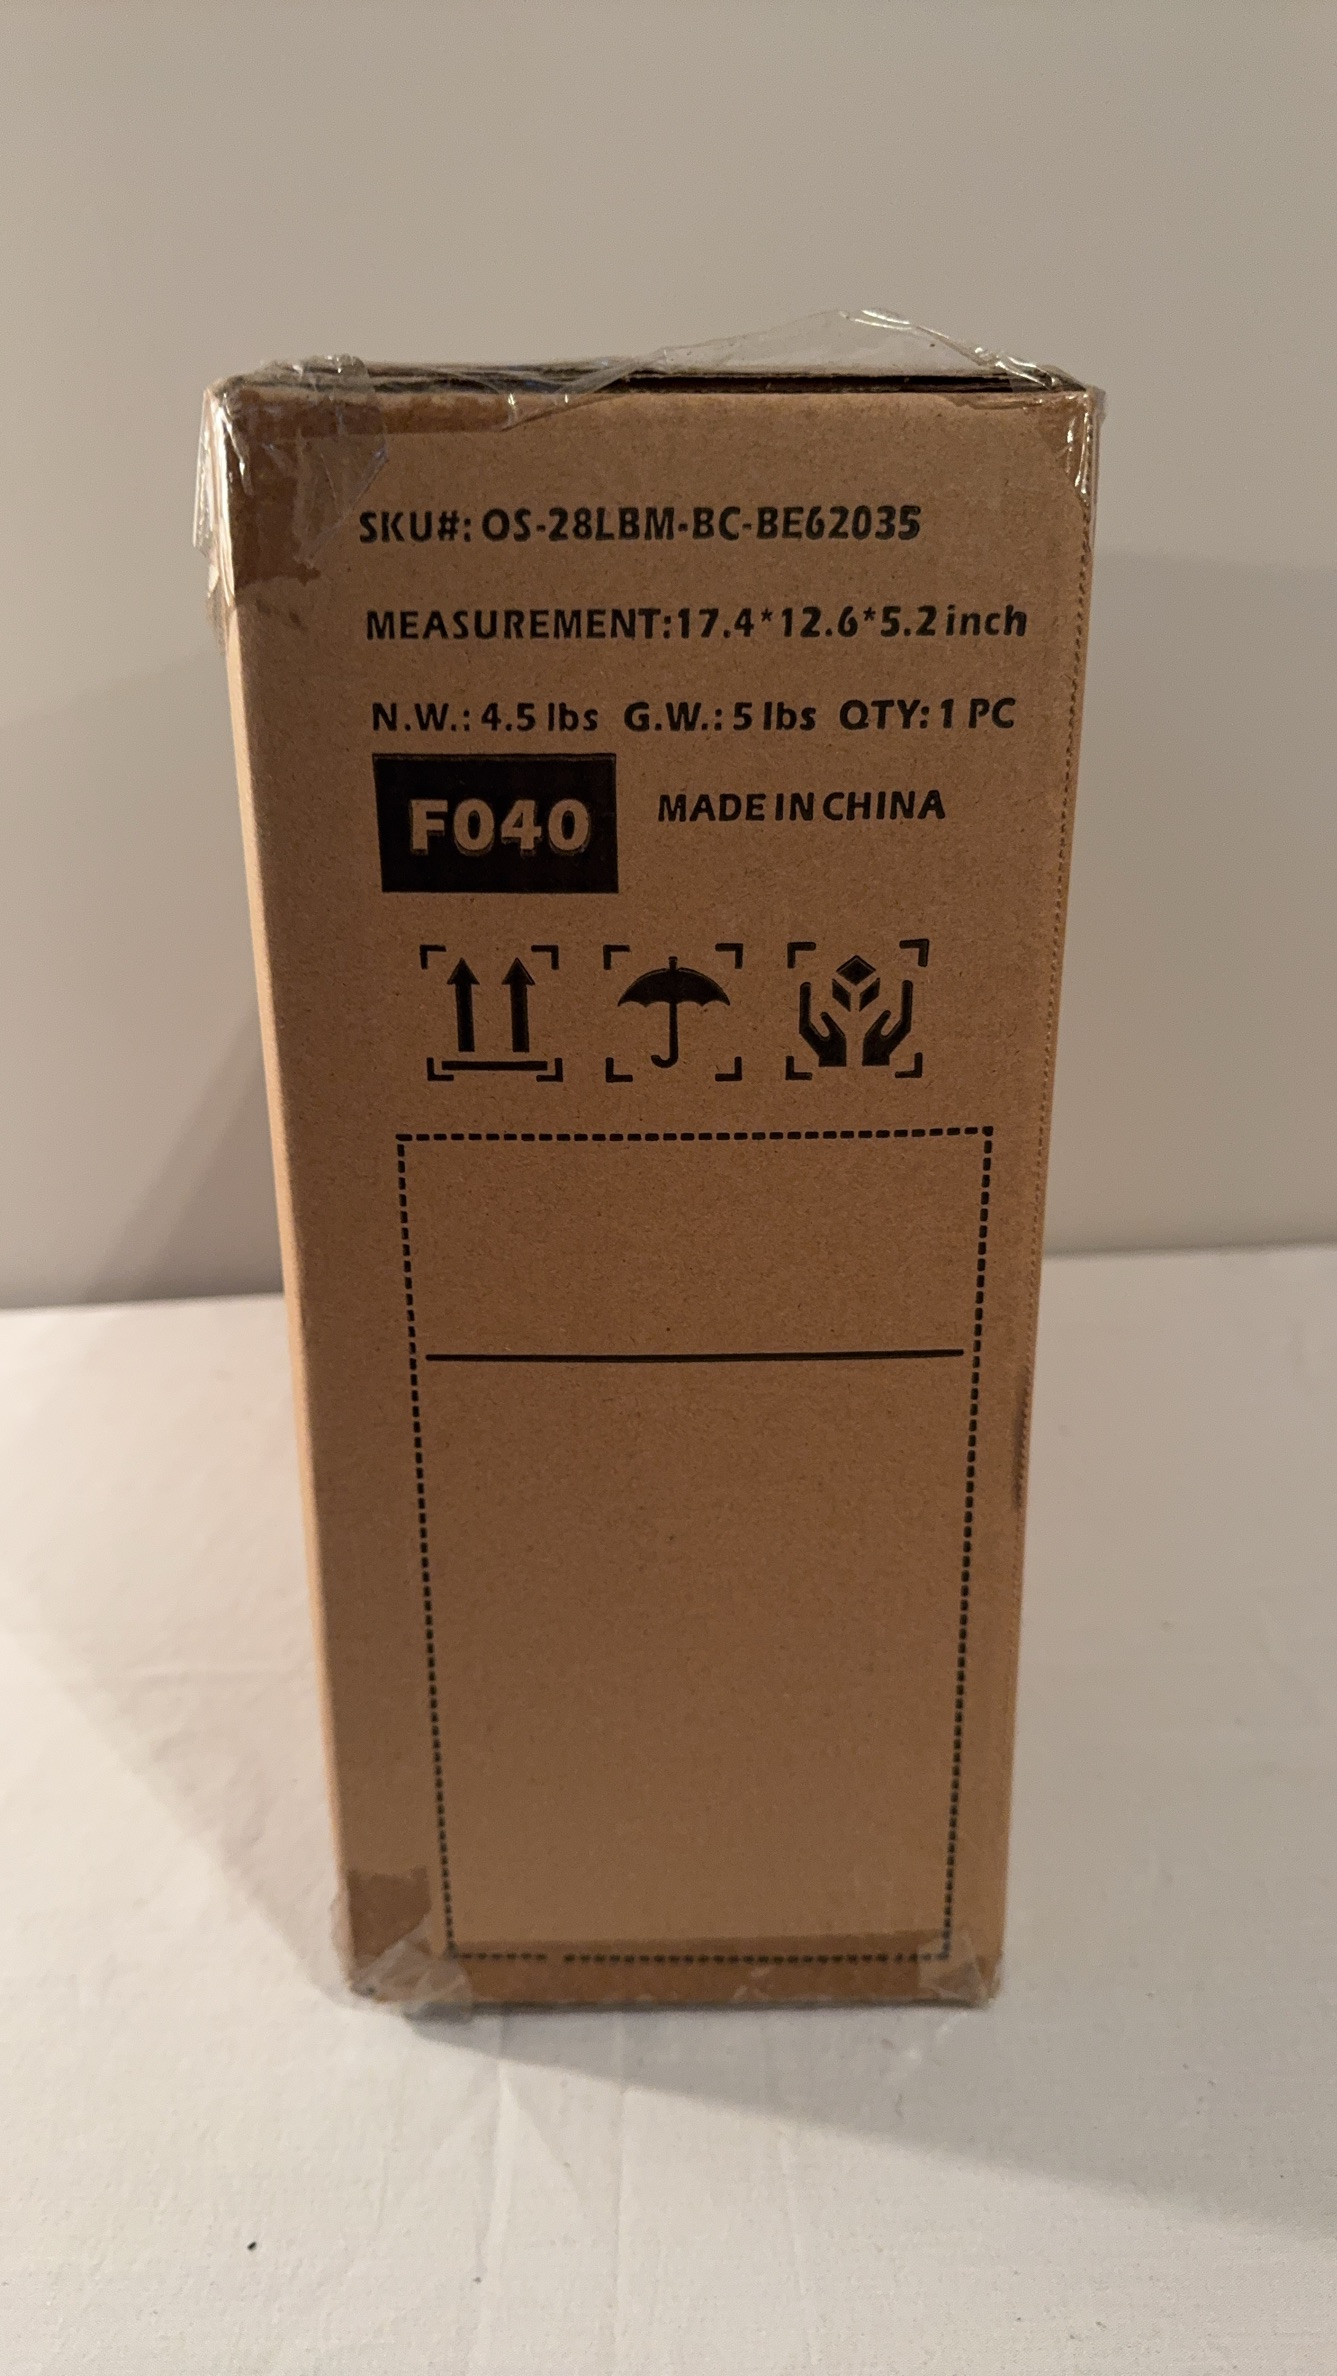 SKU#: OS-28LBM-BC-BE62035
MEASUREMENT:17.4*12.6*5.2 inch
N.W.: 4.5 lbs G.W.: 5 lbs QTY: 1 PC
F040 MADE IN CHINA